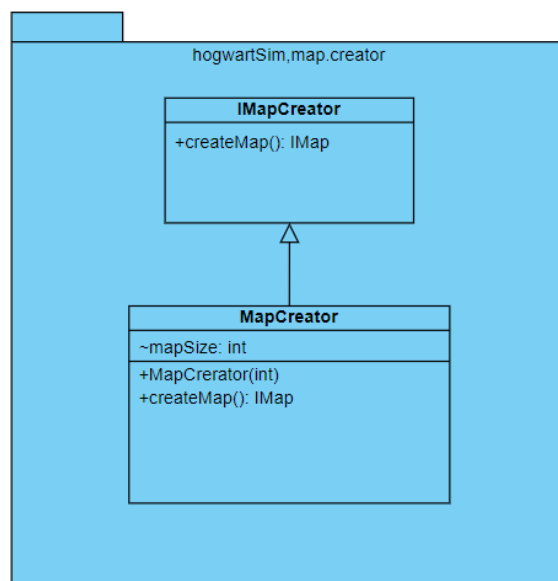 hogwartSim,map.creator
IMapCreator
+createMap(): IMap
MapCreator
~mapSize: int
+MapCrerator(int)
+createMap(): IMap